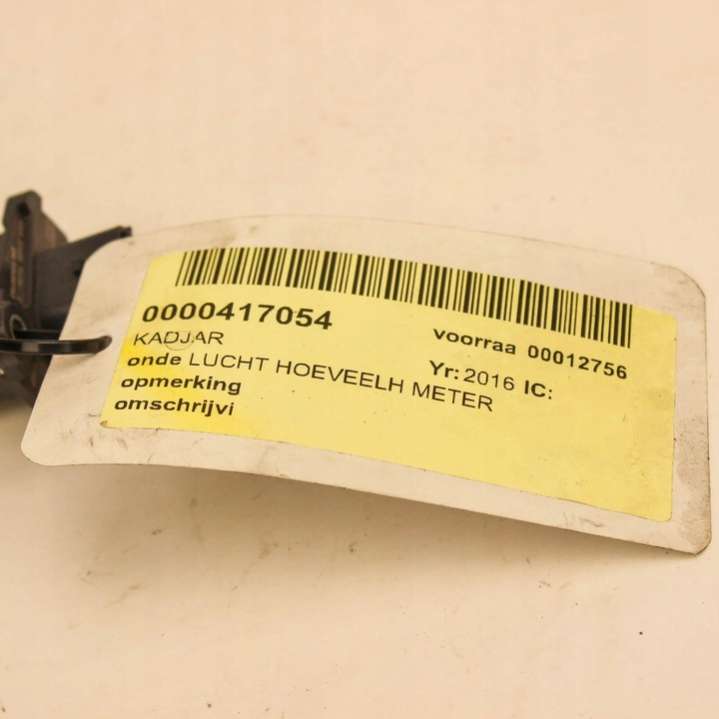 0000417054 voorraa 00012756
KADJAR Yr: 2016 IC:
onde LUCHT HOEVEELH METER
opmerking
omschrijvi